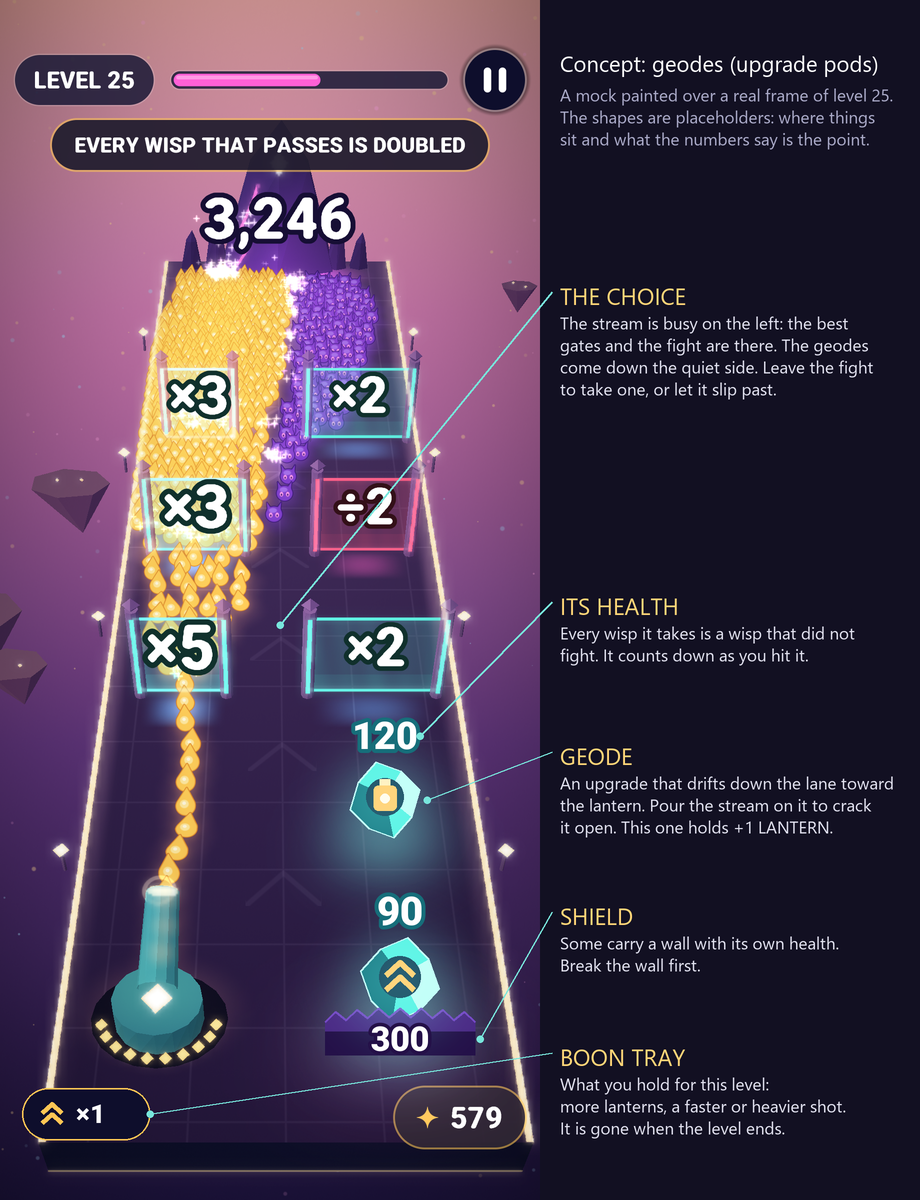 LEVEL 25
EVERY WISP THAT PASSES IS DOUBLED
3,246
×3
×2
×3
÷2
×5
×2
120
90
300
×1
579
Concept: geodes (upgrade pods)
A mock painted over a real frame of level 25.
The shapes are placeholders: where things
sit and what the numbers say is the point.
THE CHOICE
The stream is busy on the left: the best
gates and the fight are there. The geodes
come down the quiet side. Leave the fight
to take one, or let it slip past.
ITS HEALTH
Every wisp it takes is a wisp that did not
fight. It counts down as you hit it.
GEODE
An upgrade that drifts down the lane toward
the lantern. Pour the stream on it to crack
it open. This one holds +1 LANTERN.
SHIELD
Some carry a wall with its own health.
Break the wall first.
BOON TRAY
What you hold for this level:
more lanterns, a faster or heavier shot.
It is gone when the level ends.